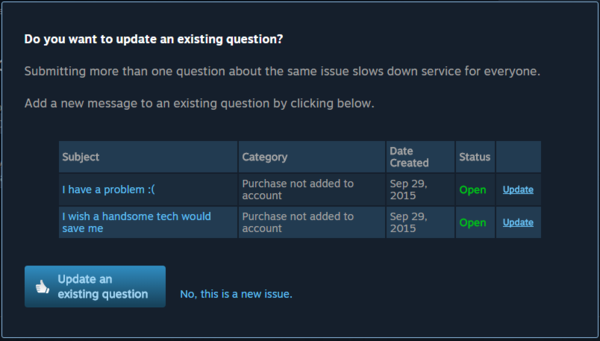 Do you want to update an existing question?
Submitting more than one question about the same issue slows down service for everyone.
Add a new message to an existing question by clicking below.
Subject Category Date Created Status
I have a problem :( Purchase not added to account Sep 29, 2015 Open Update
I wish a handsome tech would save me Purchase not added to account Sep 29, 2015 Open Update
Update an
existing question
No, this is a new issue.